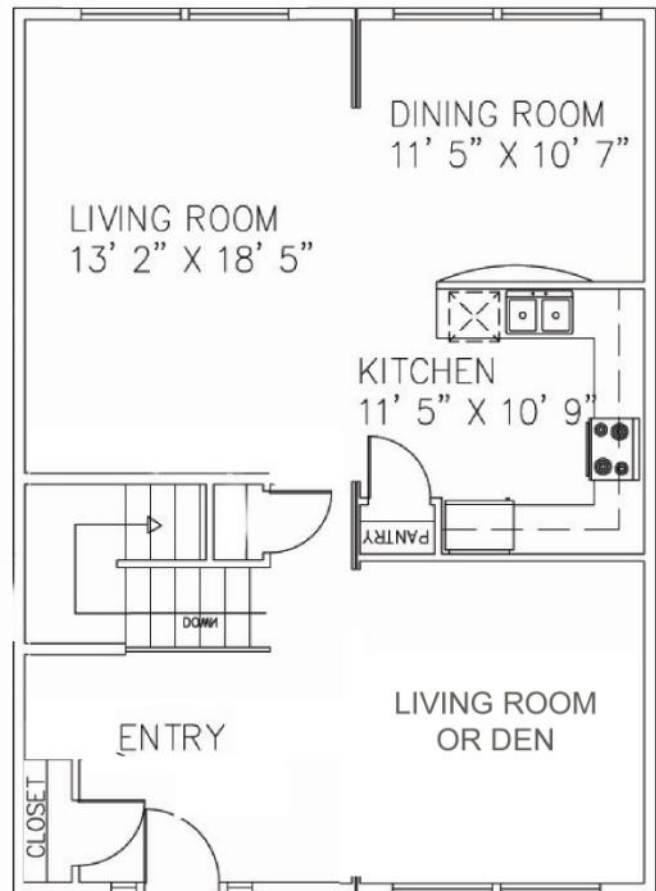 DINING ROOM
11' 5" X 10' 7"
LIVING ROOM
13' 2" X 18' 5"
KITCHEN
11' 5" X 10' 9"
PANTRY
DOWN
LIVING ROOM
OR DEN
ENTRY
CLOSET